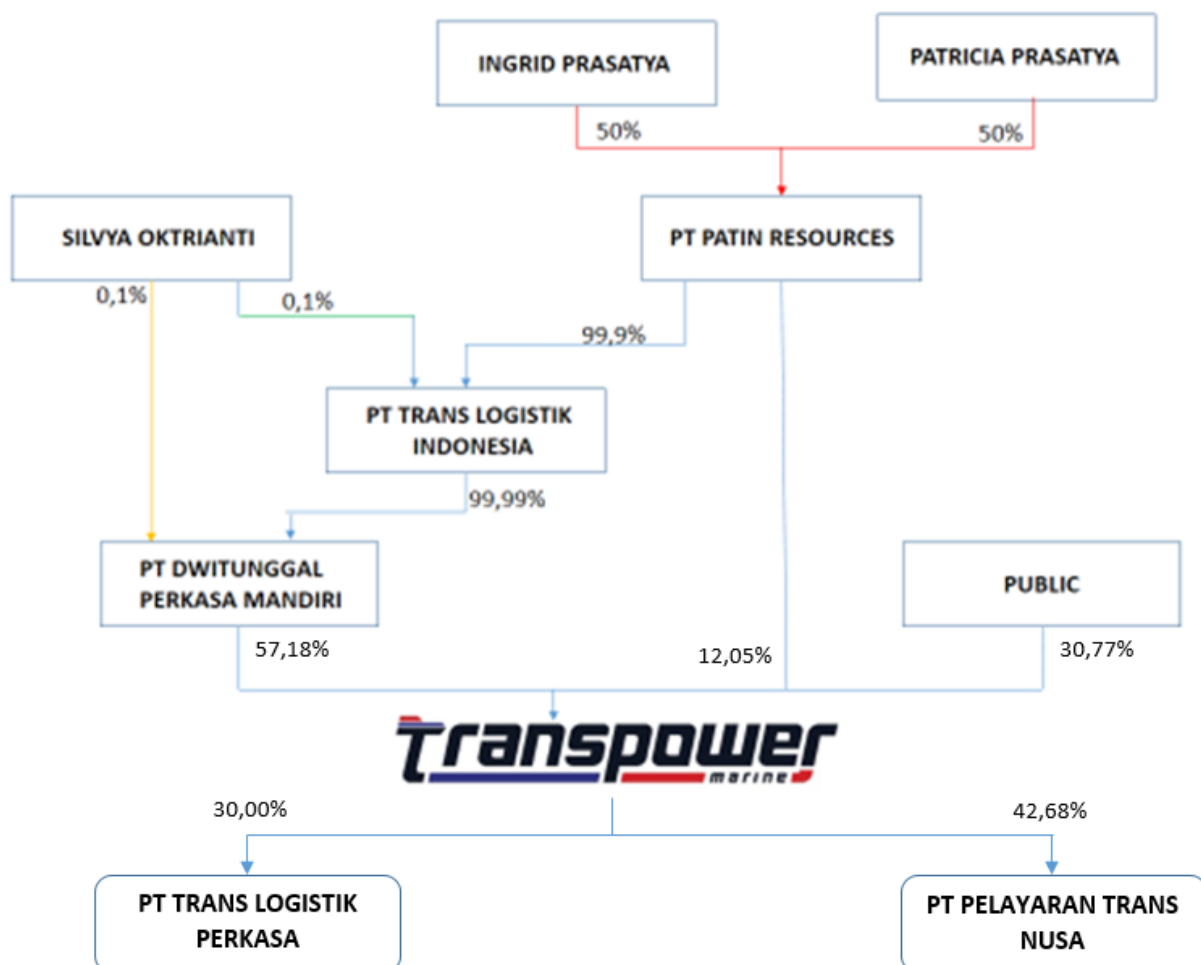 INGRID PRASATYA
PATRICIA PRASATYA
50%
50%
SILVYA OKTRIANTI
PT PATIN RESOURCES
0,1%
0,1%
99,9%
PT TRANS LOGISTIK
INDONESIA
99,99%
PT DWITUNGGAL
PERKASA MANDIRI
PUBLIC
57,18%
12,05%
30,77%
transpower
marine
30,00%
42,68%
PT TRANS LOGISTIK
PERKASA
PT PELAYARAN TRANS
NUSA